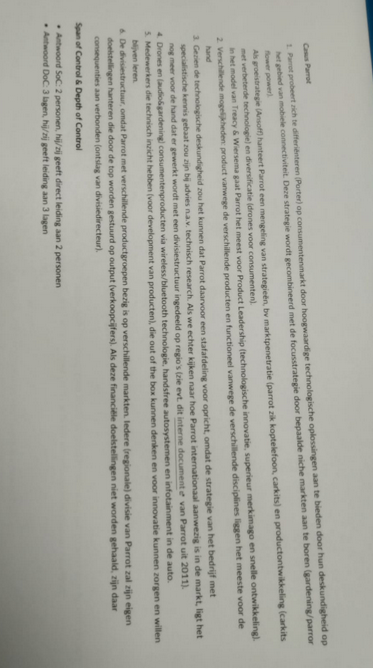 Casus Parrot
1. Parrot probeert zich te differentiëren (Porter) op consumentenmarkt door hoogwaardige technologische oplossingen aan te bieden door hun deskundigheid op
het gebied van mobiele connectiviteit. Deze strategie wordt gecombineerd met de focusstrategie door bepaalde niche markten aan te boren (gardening/parror
flower power).
Als groeistrategie (Ansoff) hanteert Parrot een mengeling van strategieën, bv marktpenetratie (parrot zik koptelefoon, carkits) en productontwikkeling (carkits
met verbeterde technologie) en diversificatie (drones voor consumenten).
In het model van Treacy & Wiersema gaat Parrot het meest voor Product Leadership (technologische innovatie, superieur merkimago en snelle ontwikkeling).
2. Verschillende mogelijkheden: product vanwege de verschillende producten en functioneel vanwege de verschillende disciplines liggen het meeste voor de
hand
3. Gezien de technologische deskundigheid zou het kunnen dat Parrot daarvoor een stafafdeling voor opricht, omdat de strategie van het bedrijf met
specialistische kennis gebaat zou zijn bij advies n.a.v. technisch research. Als we echter kijken naar hoe Parrot internationaal aanwezig is in de markt, ligt het
nog meer voor de hand dat er gewerkt wordt met een divisiestructuur ingedeeld op regio's (zie evt. dit interne document van Parrot uit 2011).
4. Drones en (audio&gardening) consumentenproducten via wireless/bluetooth technologie, handsfree autosystemen en infotainment in de auto.
5. Medewerkers die technisch inzicht hebben (voor development van producten), die out of the box kunnen denken en voor innovatie kunnen zorgen en willen
blijven leren.
6. De divisiestructuur, omdat Parrot met verschillende productgroepen bezig is op verschillende markten. Iedere (regionale) divisie van Parrot zal zijn eigen
doelstellingen hanteren die door de top worden gestuurd op output (verkoopcijfers). Als deze financiële doelstellingen niet worden gehaald, zijn daar
consequenties aan verbonden (ontslag van divisiedirecteur).
Span of Control & Depth of Control
• Antwoord SoC: 2 personen, hij/zij geeft direct leiding aan 2 personen
• Antwoord DoC: 3 lagen, hij/zij geeft leiding aan 3 lagen